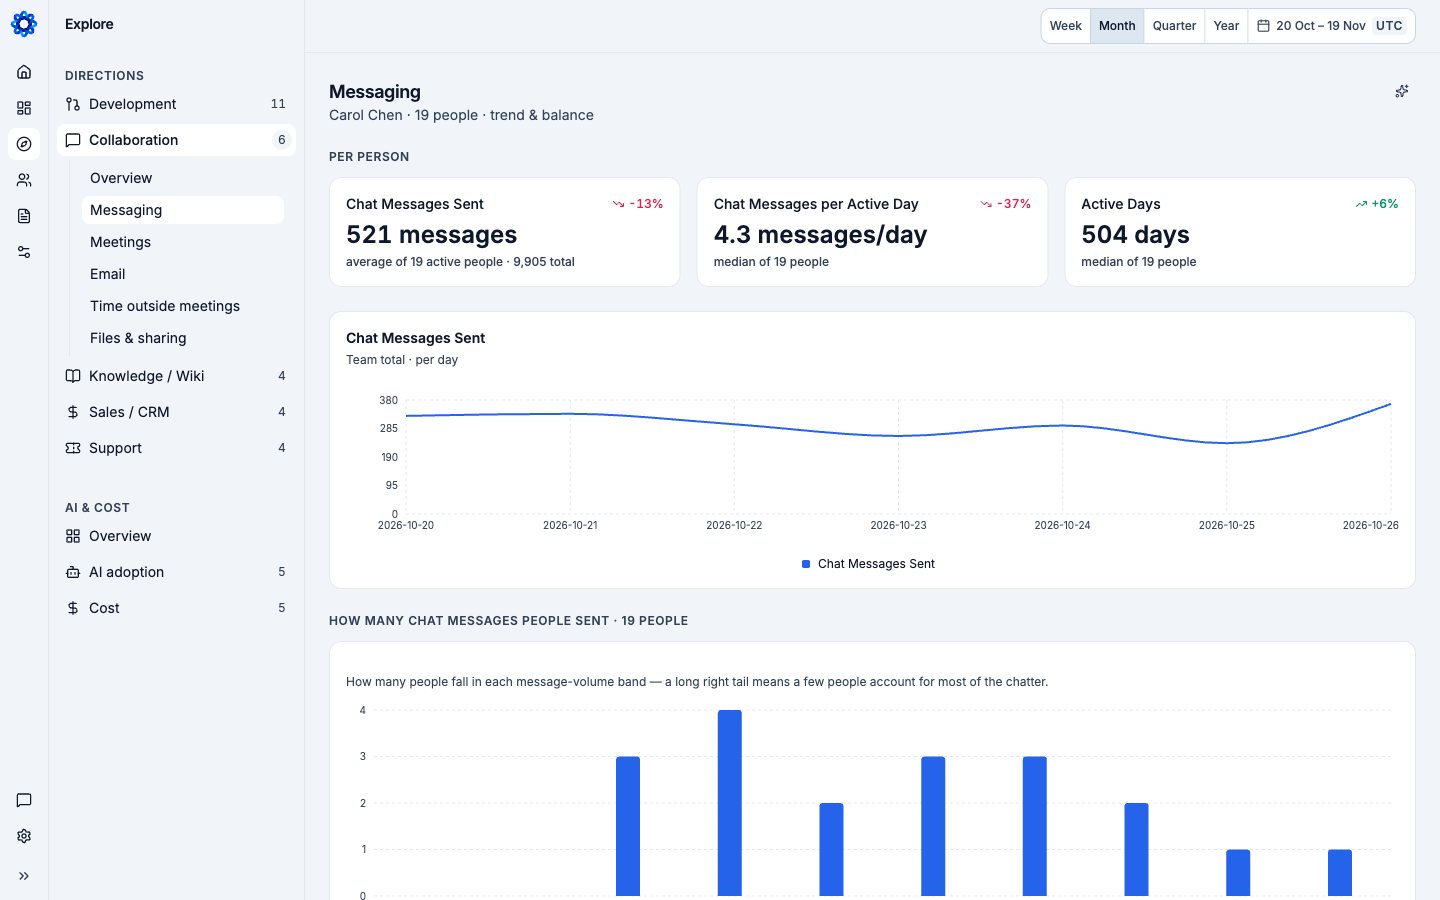 Explore
Week
Month
Quarter
Year
20 Oct – 19 Nov UTC
DIRECTIONS
Development 11
Collaboration 6
Overview
Messaging
Meetings
Email
Time outside meetings
Files & sharing
Knowledge / Wiki 4
Sales / CRM 4
Support 4
AI & COST
Overview
AI adoption 5
Cost 5
Messaging
Carol Chen · 19 people · trend & balance
PER PERSON
Chat Messages Sent -13%
521 messages
average of 19 active people · 9,905 total
Chat Messages per Active Day -37%
4.3 messages/day
median of 19 people
Active Days +6%
504 days
median of 19 people
Chat Messages Sent
Team total · per day
380
285
190
95
0
2026-10-20
2026-10-21
2026-10-22
2026-10-23
2026-10-24
2026-10-25
2026-10-26
Chat Messages Sent
HOW MANY CHAT MESSAGES PEOPLE SENT · 19 PEOPLE
How many people fall in each message-volume band — a long right tail means a few people account for most of the chatter.
4
3
2
1
0